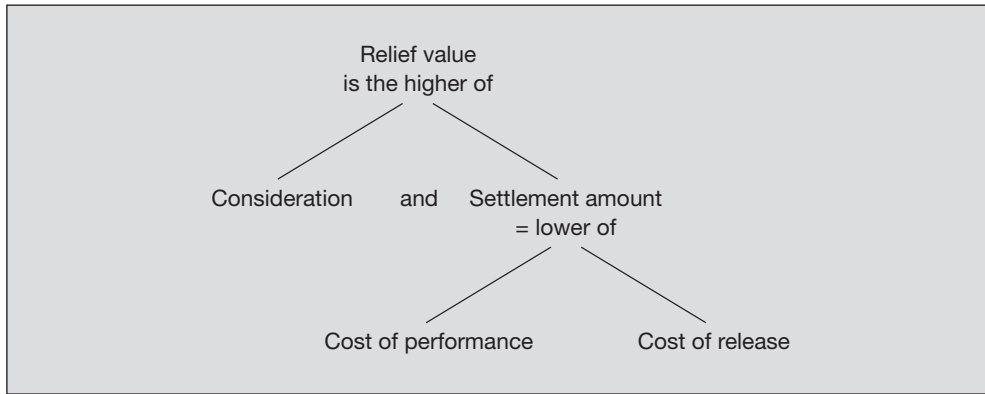 Relief value
is the higher of
Consideration and Settlement amount
= lower of
Cost of performance Cost of release